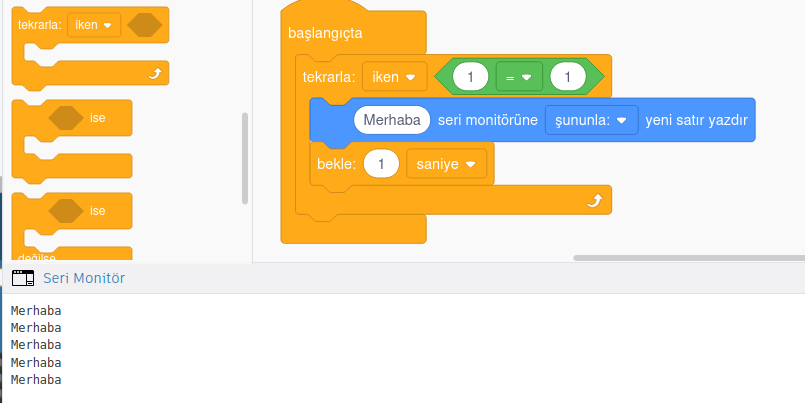 tekrarla: iken
ise
ise
değilse
başlangıçta
tekrarla: iken 1 = 1
Merhaba seri monitörüne şununla: yeni satır yazdır
bekle: 1 saniye
Seri Monitör
Merhaba
Merhaba
Merhaba
Merhaba
Merhaba